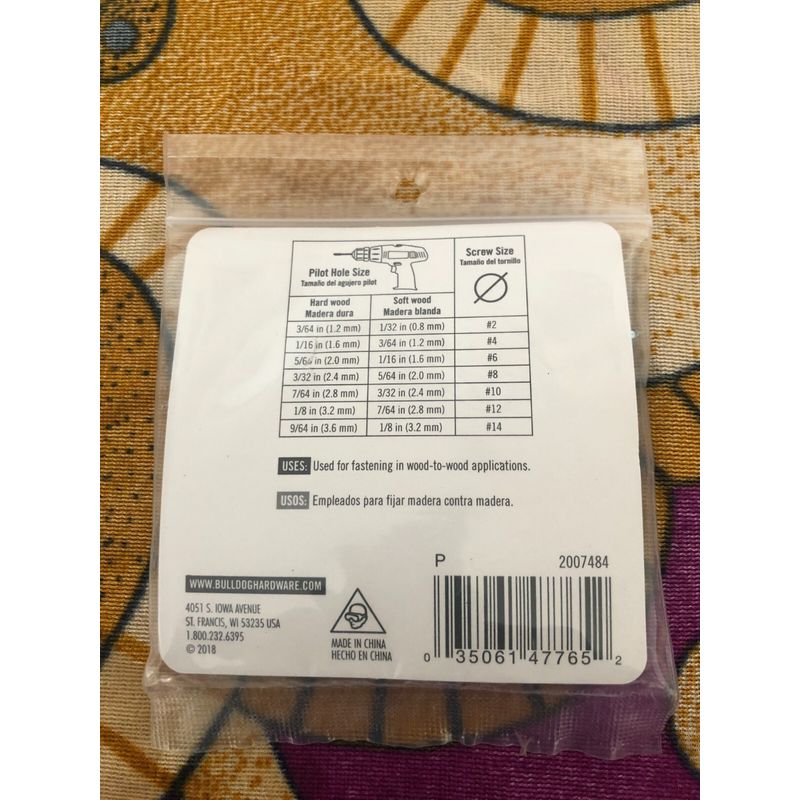 Pilot Hole Size
Tamaño del agujero pilot
Screw Size
Tamaño del tornillo
Hard wood
Madera dura
Soft wood
Madera blanda
3/64 in (1.2 mm) 1/32 in (0.8 mm) #2
1/16 in (1.6 mm) 3/64 in (1.2 mm) #4
5/64 in (2.0 mm) 1/16 in (1.6 mm) #6
3/32 in (2.4 mm) 5/64 in (2.0 mm) #8
7/64 in (2.8 mm) 3/32 in (2.4 mm) #10
1/8 in (3.2 mm) 7/64 in (2.8 mm) #12
9/64 in (3.6 mm) 1/8 in (3.2 mm) #14
USES: Used for fastening in wood-to-wood applications.
USOS: Empleados para fijar madera contra madera.
WWW.BULLDOGHARDWARE.COM
4051 S. IOWA AVENUE
ST. FRANCIS, WI 53235 USA
1.800.232.6395
© 2018
MADE IN CHINA
HECHO EN CHINA
P 2007484
0 35061 47765 2